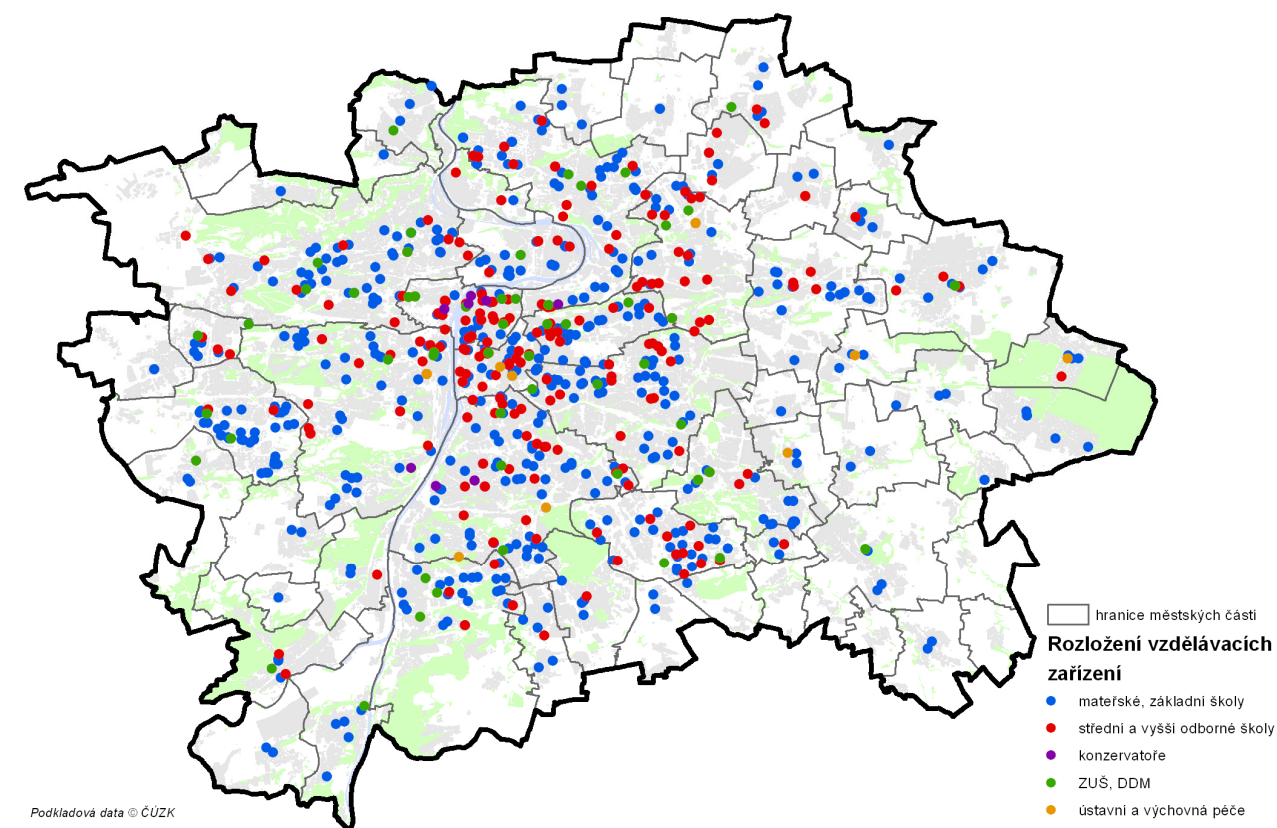 hranice městských části
Rozložení vzdělávacích
zařízení
mateřské, základní školy
střední a vyšši odborné školy
konzervatoře
ZUŠ, DDM
ústavní a výchovná péče
Podkladová data © ČÚZK